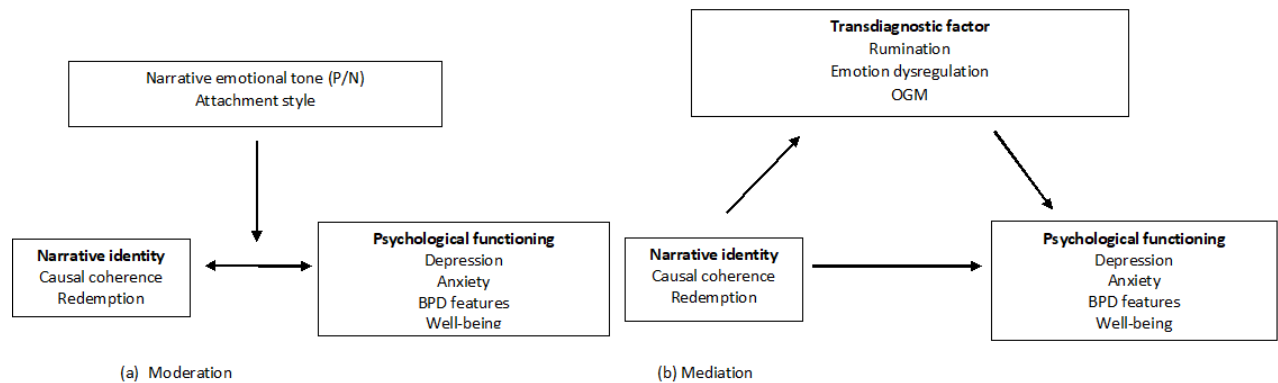 Narrative emotional tone (P/N)
Attachment style
Narrative identity
Causal coherence
Redemption
Psychological functioning
Depression
Anxiety
BPD features
Well-being
(a) Moderation
Transdiagnostic factor
Rumination
Emotion dysregulation
OGM
Narrative identity
Causal coherence
Redemption
Psychological functioning
Depression
Anxiety
BPD features
Well-being
(b) Mediation